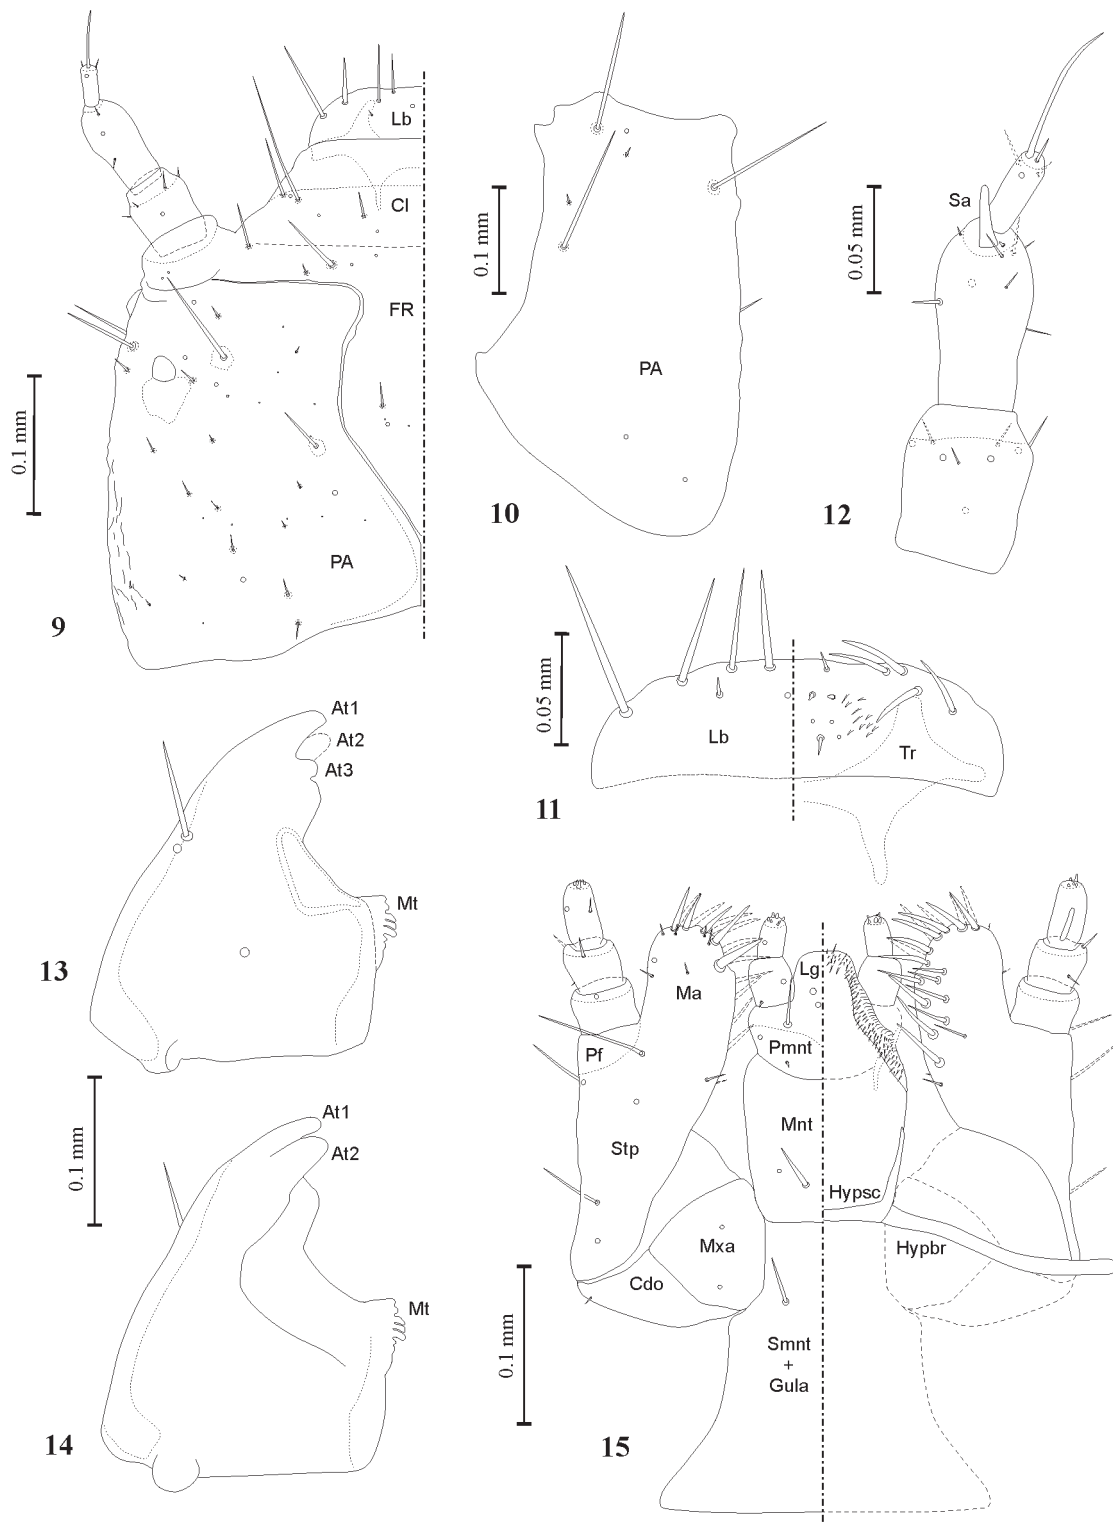 Lb
Cl
FR
PA
0.1 mm
9
PA
0.1 mm
10
Sa
0.05 mm
12
Lb
Tr
0.05 mm
11
At1
At2
At3
Mt
13
0.1 mm
At1
At2
Mt
14
Ma
Lg
Pf
Pmnt
Mnt
Stp
Hypsc
Mxa
Hypbr
Cdo
Smnt
+
Gula
0.1 mm
15